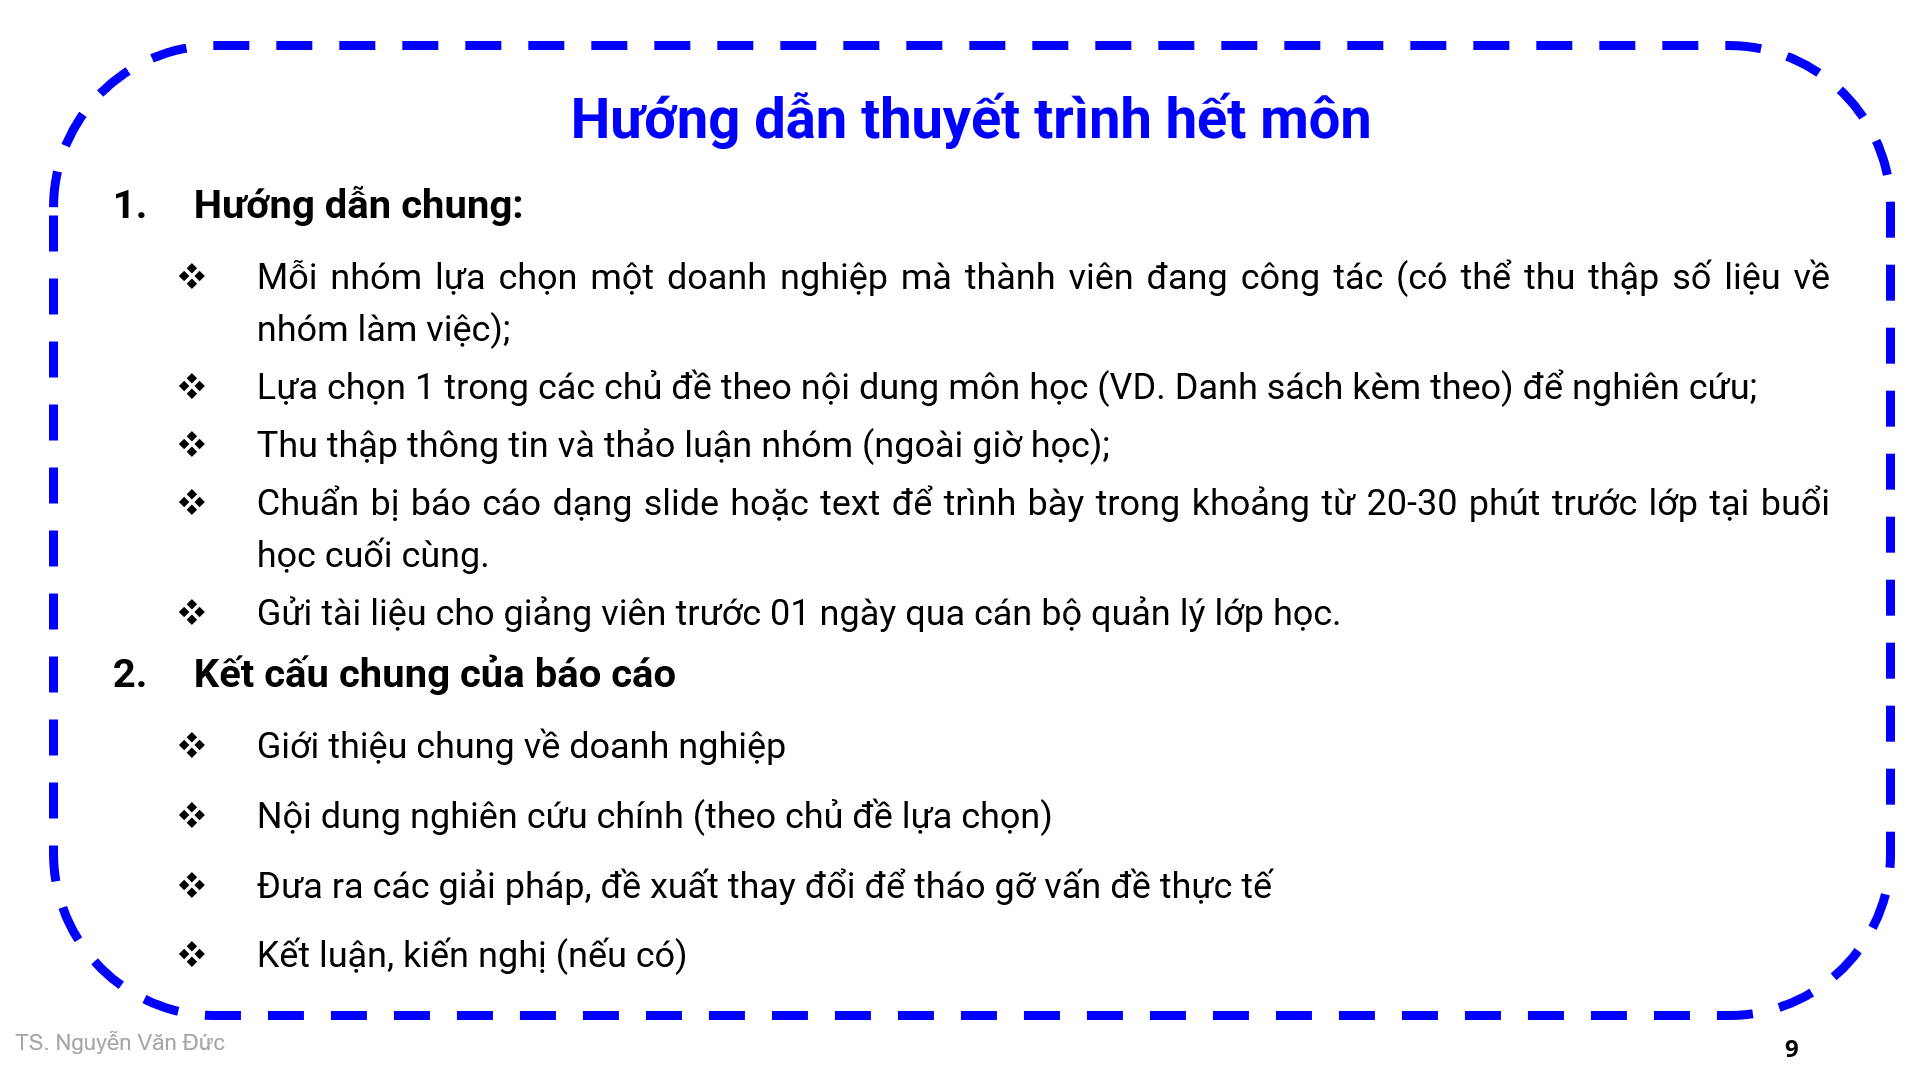 Hướng dẫn thuyết trình hết môn
1. Hướng dẫn chung:
❖ Mỗi nhóm lựa chọn một doanh nghiệp mà thành viên đang công tác (có thể thu thập số liệu về
nhóm làm việc);
❖ Lựa chọn 1 trong các chủ đề theo nội dung môn học (VD. Danh sách kèm theo) để nghiên cứu;
❖ Thu thập thông tin và thảo luận nhóm (ngoài giờ học);
❖ Chuẩn bị báo cáo dạng slide hoặc text để trình bày trong khoảng từ 20-30 phút trước lớp tại buổi
học cuối cùng.
❖ Gửi tài liệu cho giảng viên trước 01 ngày qua cán bộ quản lý lớp học.
2. Kết cấu chung của báo cáo
❖ Giới thiệu chung về doanh nghiệp
❖ Nội dung nghiên cứu chính (theo chủ đề lựa chọn)
❖ Đưa ra các giải pháp, đề xuất thay đổi để tháo gỡ vấn đề thực tế
❖ Kết luận, kiến nghị (nếu có)
TS. Nguyễn Văn Đức
9